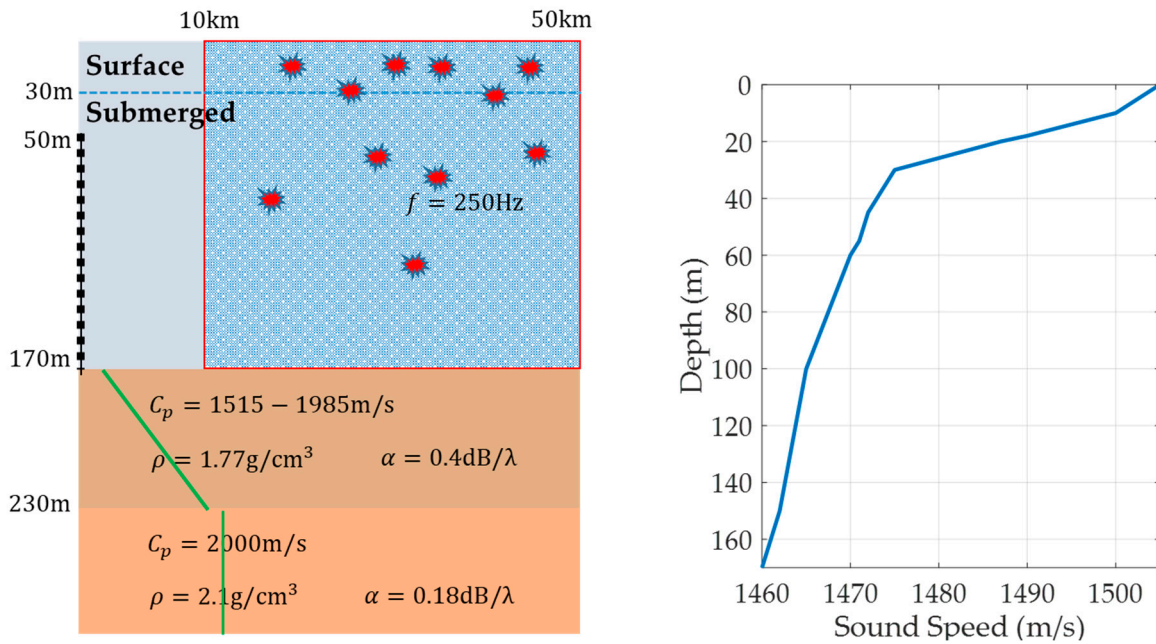 10km
50km
Surface
30m
Submerged
50m
f = 250Hz
170m
C_p = 1515 − 1985m/s
ρ = 1.77g/cm³
α = 0.4dB/λ
230m
C_p = 2000m/s
ρ = 2.1g/cm³
α = 0.18dB/λ
0
20
40
60
80
100
120
140
160
Depth (m)
1460
1470
1480
1490
1500
Sound Speed (m/s)